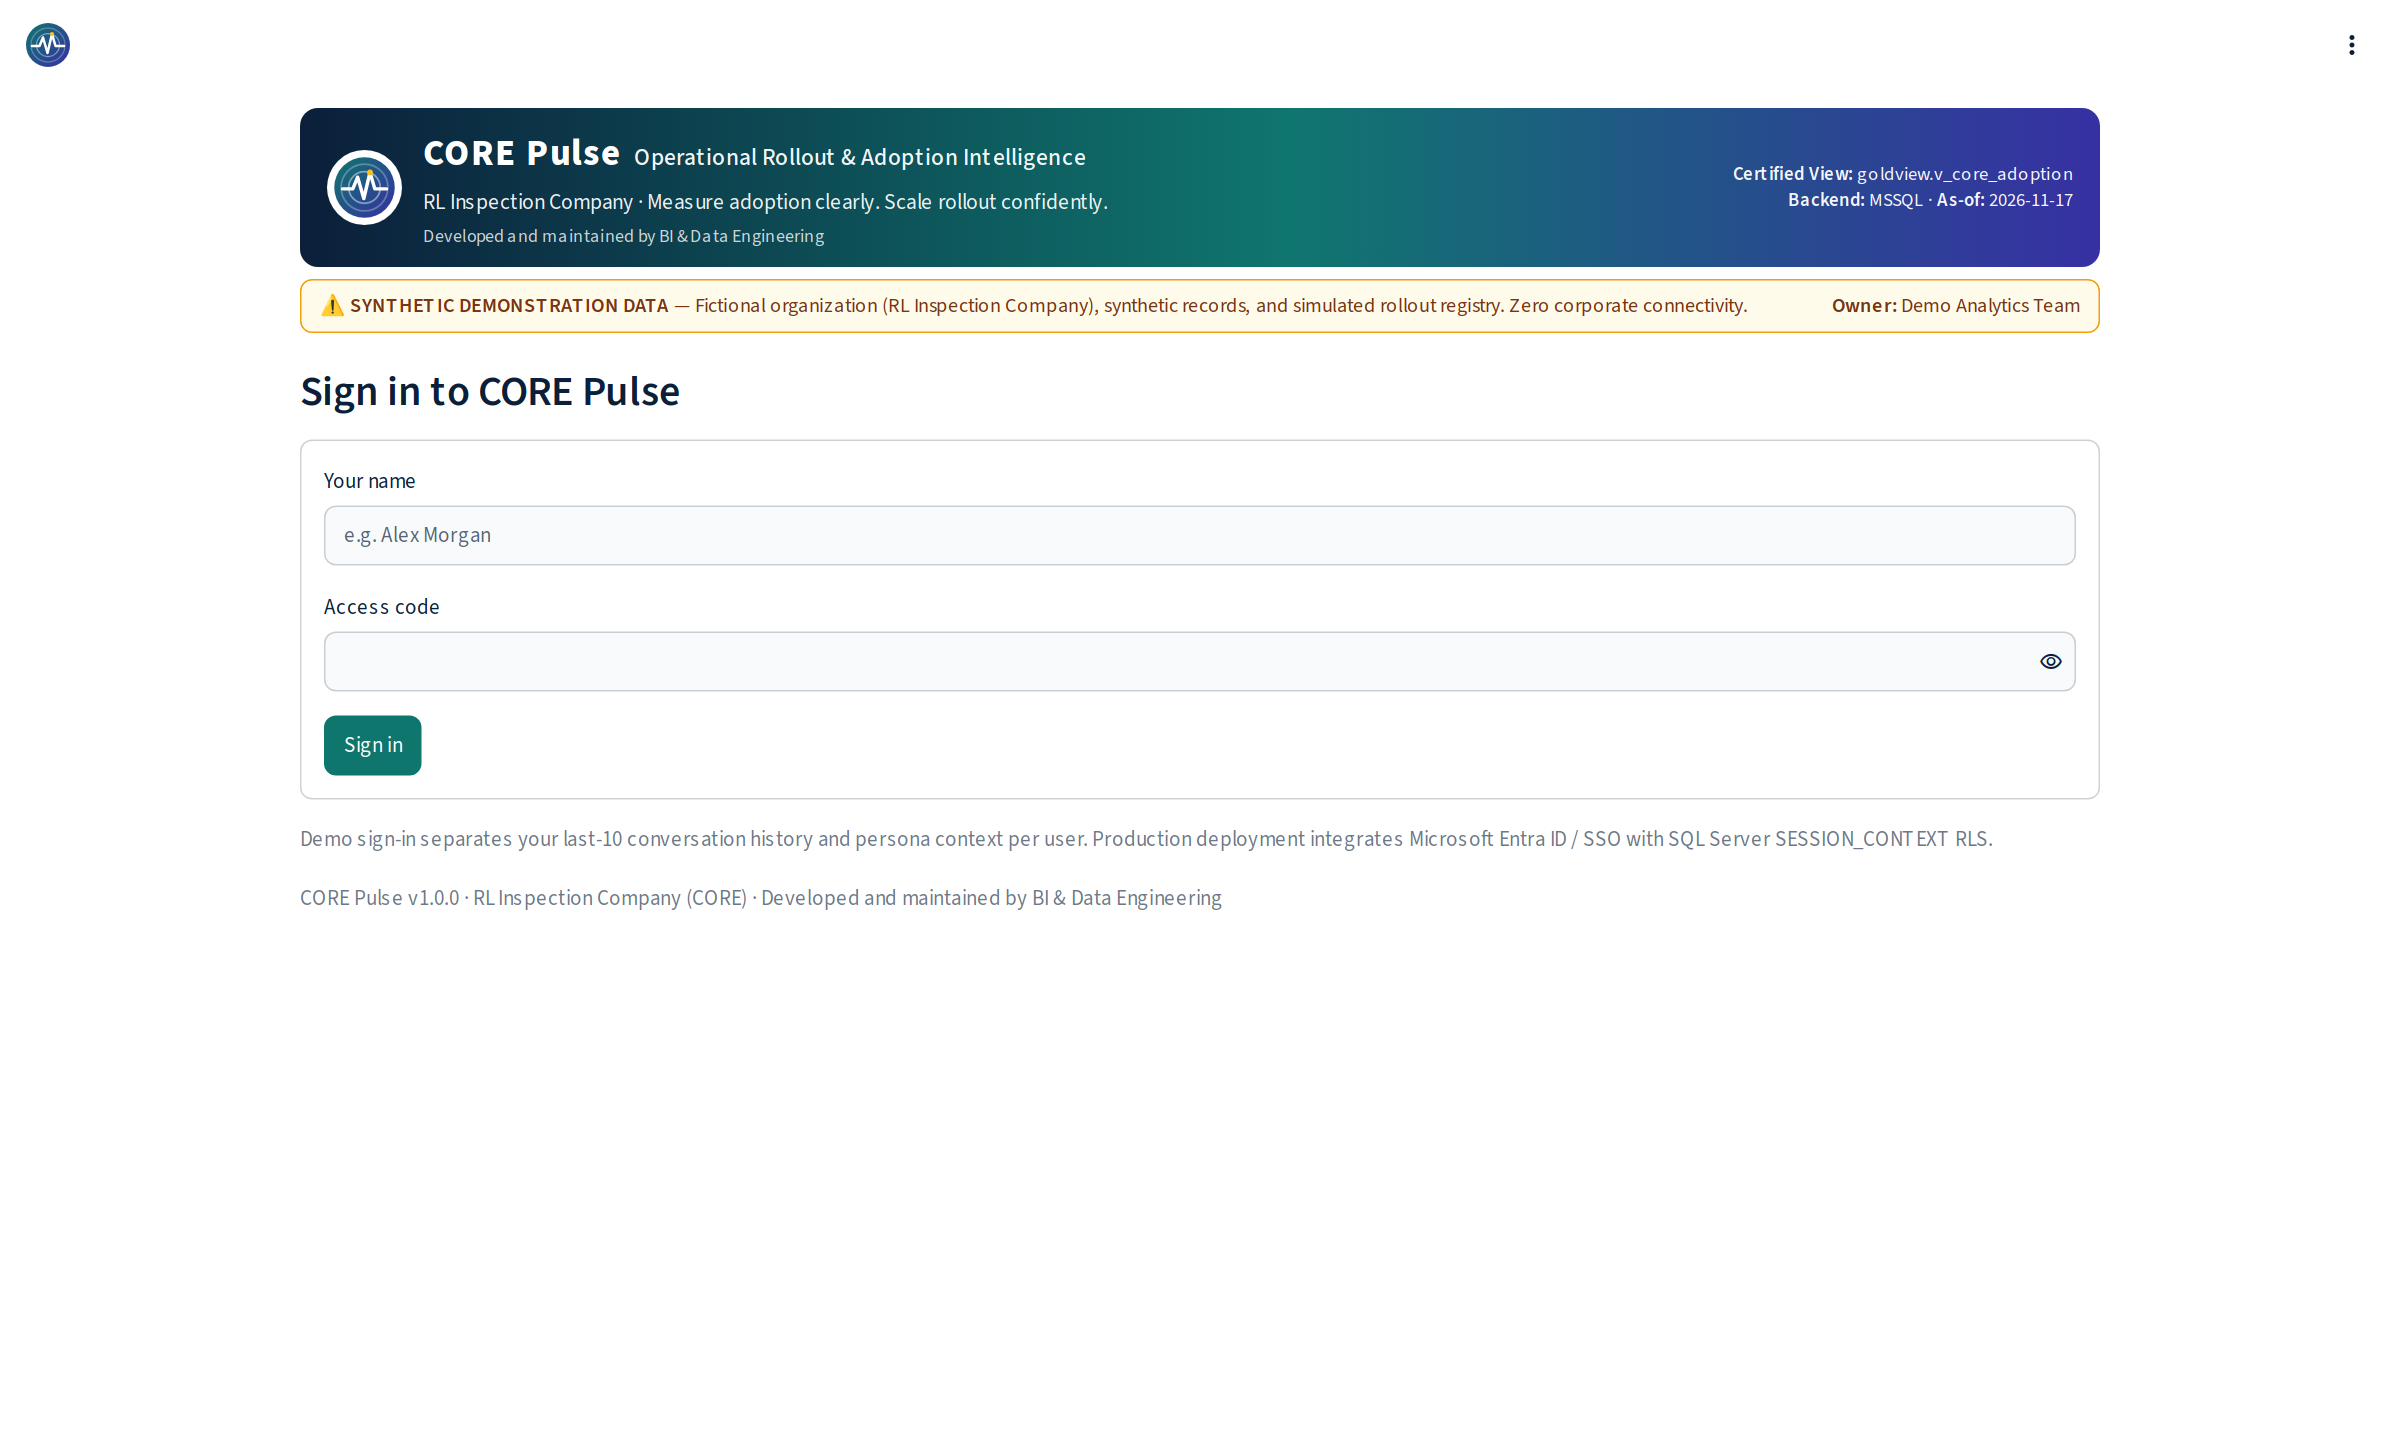 CORE Pulse Operational Rollout & Adoption Intelligence
RL Inspection Company · Measure adoption clearly. Scale rollout confidently.
Developed and maintained by BI & Data Engineering
Certified View: goldview.v_core_adoption
Backend: MSSQL · As-of: 2026-11-17
⚠️ SYNTHETIC DEMONSTRATION DATA — Fictional organization (RL Inspection Company), synthetic records, and simulated rollout registry. Zero corporate connectivity. Owner: Demo Analytics Team
Sign in to CORE Pulse
Your name
e.g. Alex Morgan
Access code
Sign in
Demo sign-in separates your last-10 conversation history and persona context per user. Production deployment integrates Microsoft Entra ID / SSO with SQL Server SESSION_CONTEXT RLS.
CORE Pulse v1.0.0 · RL Inspection Company (CORE) · Developed and maintained by BI & Data Engineering